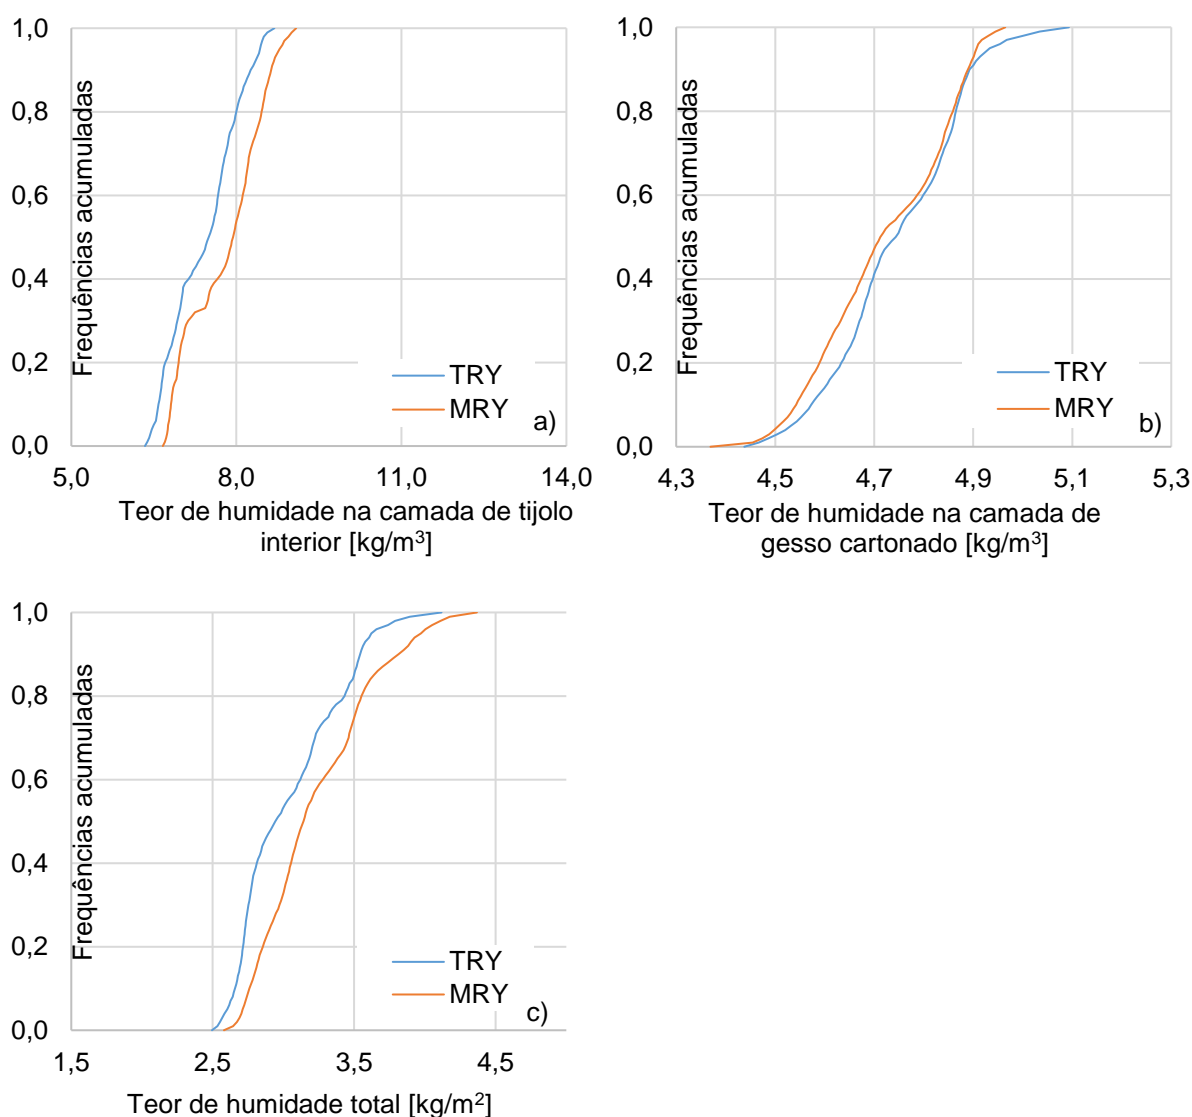 1,0
0,8
0,6
0,4
0,2
0,0
Frequências acumuladas
TRY
MRY
a)
5,0 8,0 11,0 14,0
Teor de humidade na camada de tijolo
interior [kg/m³]
1,0
0,8
0,6
0,4
0,2
0,0
Frequências acumuladas
TRY
MRY
b)
4,3 4,5 4,7 4,9 5,1 5,3
Teor de humidade na camada de
gesso cartonado [kg/m³]
1,0
0,8
0,6
0,4
0,2
0,0
Frequências acumuladas
TRY
MRY
c)
1,5 2,5 3,5 4,5
Teor de humidade total [kg/m²]